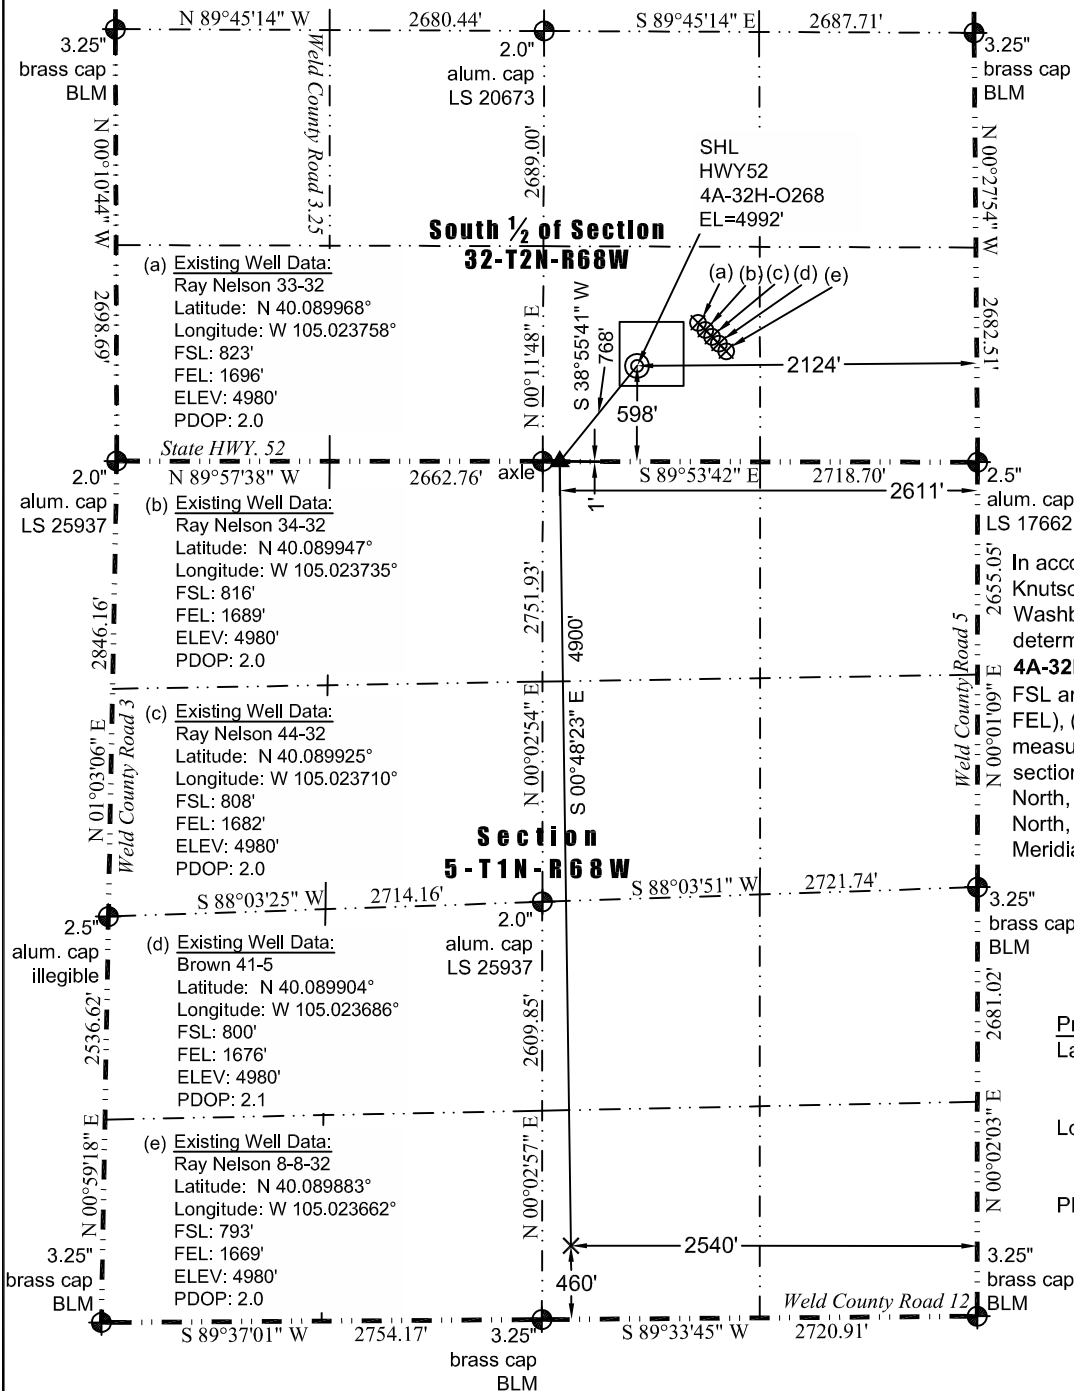 N 89°45'14" W
2680.44'
S 89°45'14" E
2687.71'
3.25"
brass cap
BLM
Weld County Road 3.25
2.0"
alum. cap
LS 20673
3.25"
brass cap
BLM
N 00°10'44" W
2698.69'
2689.00'
N 00°11'48" E
N 00°27'54" W
2682.51'
SHL
HWY52
4A-32H-O268
EL=4992'
South ½ of Section
32-T2N-R68W
(a) (b) (c) (d) (e)
(a) Existing Well Data:
Ray Nelson 33-32
Latitude: N 40.089968°
Longitude: W 105.023758°
FSL: 823'
FEL: 1696'
ELEV: 4980'
PDOP: 2.0
S 38°55'41" W
768'
2124'
598'
State HWY. 52
axle
N 89°57'38" W
2662.76'
S 89°53'42" E
2718.70'
1'
2611'
2.0"
alum. cap
LS 25937
2.5"
alum. cap
LS 17662
(b) Existing Well Data:
Ray Nelson 34-32
Latitude: N 40.089947°
Longitude: W 105.023735°
FSL: 816'
FEL: 1689'
ELEV: 4980'
PDOP: 2.0
2846.16'
N 01°03'06" E
Weld County Road 3
2751.93'
N 00°02'54" E
4900'
S 00°48'23" E
2655.05'
N 00°01'09" E
Weld County Road 5
In acco
Knutso
Washb
determ
4A-32
FSL an
FEL), (
measu
section
North,
North,
Meridia
(c) Existing Well Data:
Ray Nelson 44-32
Latitude: N 40.089925°
Longitude: W 105.023710°
FSL: 808'
FEL: 1682'
ELEV: 4980'
PDOP: 2.0
Section
5-T1N-R68W
S 88°03'25" W
2714.16'
S 88°03'51" W
2721.74'
2.5"
alum. cap
illegible
2.0"
alum. cap
LS 25937
3.25"
brass cap
BLM
(d) Existing Well Data:
Brown 41-5
Latitude: N 40.089904°
Longitude: W 105.023686°
FSL: 800'
FEL: 1676'
ELEV: 4980'
PDOP: 2.1
2536.62'
N 00°59'18" E
2609.85'
N 00°02'57" E
2681.02'
N 00°02'03" E
La
Lo
(e) Existing Well Data:
Ray Nelson 8-8-32
Latitude: N 40.089883°
Longitude: W 105.023662°
FSL: 793'
FEL: 1669'
ELEV: 4980'
PDOP: 2.0
2540'
460'
3.25"
brass cap
BLM
3.25"
brass cap
BLM
Weld County Road 12
S 89°37'01" W
2754.17'
S 89°33'45" W
2720.91'
3.25"
brass cap
BLM